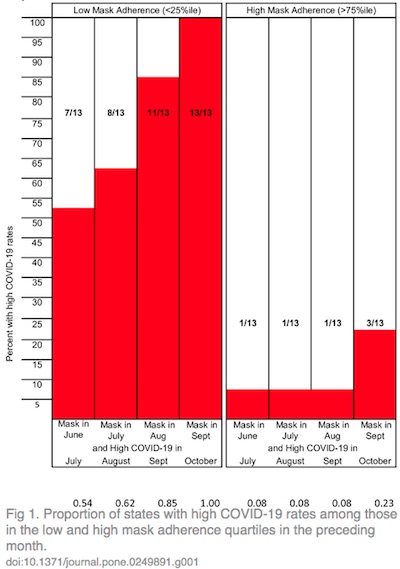 Low Mask Adherence (<25%ile)
High Mask Adherence (>75%ile)
100
95
90
85
80
75
70
65
60
55
50
45
40
35
30
25
20
15
10
5
Percent with high COVID-19 rates
7/13
8/13
11/13
13/13
1/13
1/13
1/13
3/13
Mask in June
Mask in July
Mask in Aug
Mask in Sept
Mask in June
Mask in July
Mask in Aug
Mask in Sept
and High COVID-19 in
and High COVID-19 in
July
August
Sept
October
July
August
Sept
October
0.54
0.62
0.85
1.00
0.08
0.08
0.08
0.23
Fig 1. Proportion of states with high COVID-19 rates among those
in the low and high mask adherence quartiles in the preceding
month.
doi:10.1371/journal.pone.0249891.g001